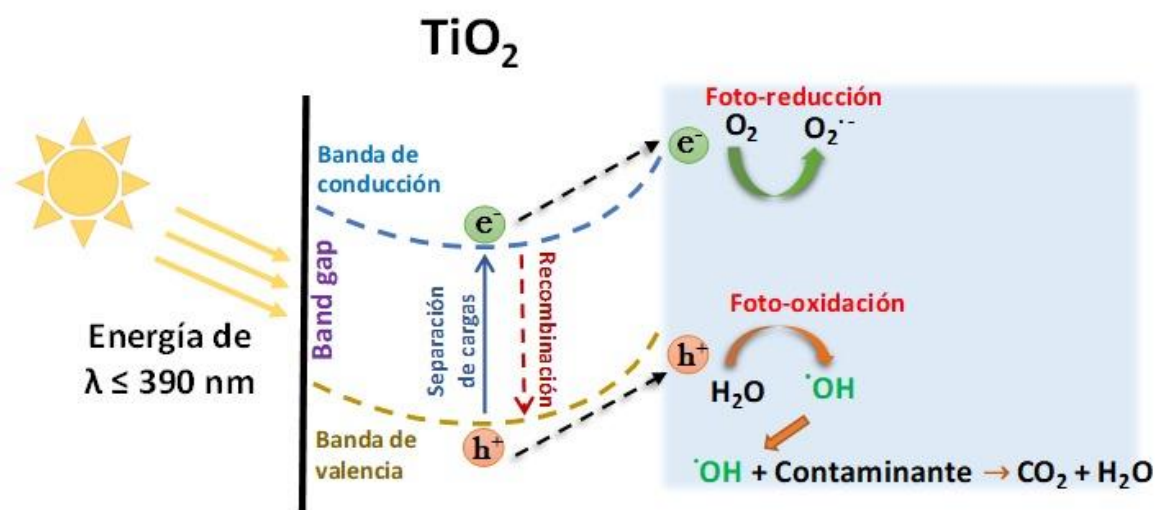 TiO₂
Foto-reducción
O₂ O₂·⁻
e⁻
Banda de
conducción
e⁻
Band gap
Separación
de cargas
Recombinación
Energía de
λ ≤ 390 nm
Foto-oxidación
h⁺
H₂O ·OH
Banda de
valencia
h⁺
·OH + Contaminante → CO₂ + H₂O